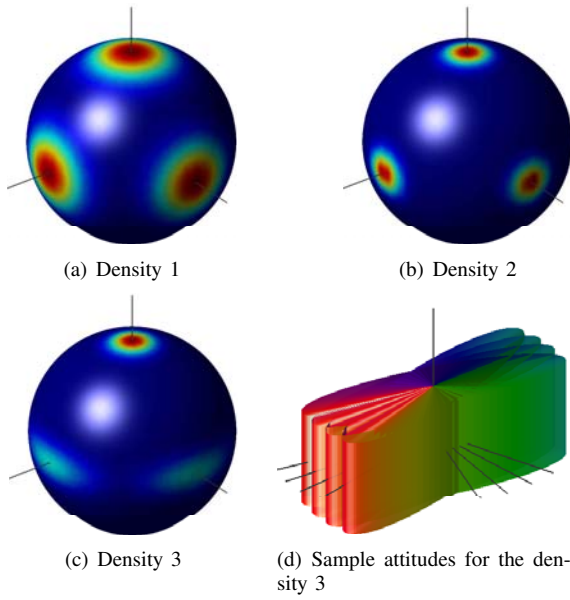 (a) Density 1
(b) Density 2
(c) Density 3
(d) Sample attitudes for the den-
sity 3